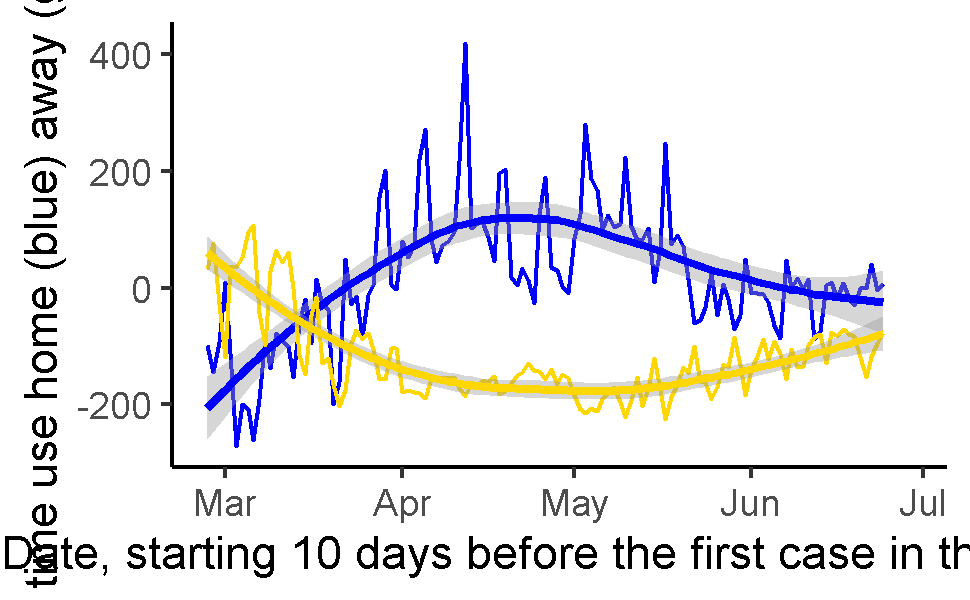 time use home (blue) away (
400
200
0
-200
Mar Apr May Jun Jul
Date, starting 10 days before the first case in th